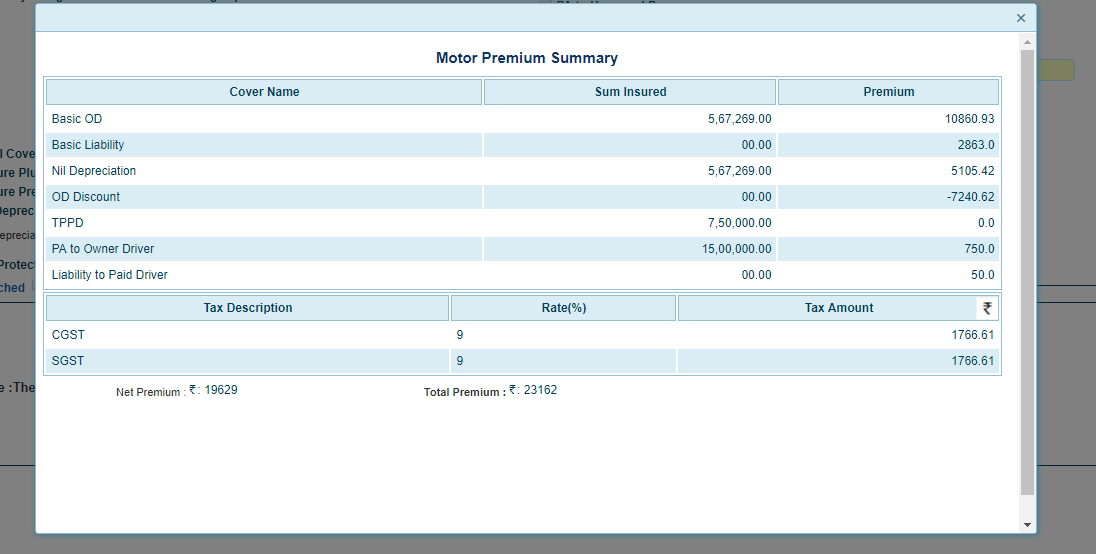 ×
Motor Premium Summary
Cover Name Sum Insured Premium
Basic OD 5,67,269.00 10860.93
Basic Liability 00.00 2863.0
Nil Depreciation 5,67,269.00 5105.42
OD Discount 00.00 -7240.62
TPPD 7,50,000.00 0.0
PA to Owner Driver 15,00,000.00 750.0
Liability to Paid Driver 00.00 50.0
Tax Description Rate(%) Tax Amount ₹
CGST 9 1766.61
SGST 9 1766.61
Net Premium : ₹: 19629 Total Premium : ₹: 23162
l Cove
ure Plu
ure Pre
Deprec
eprecia
Protec
ched
e :The